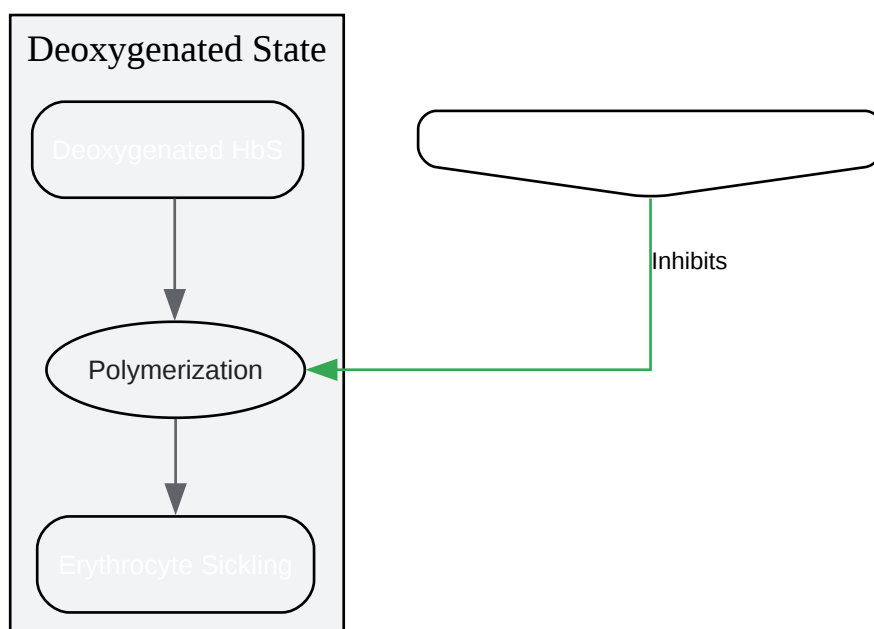 Deoxygenated State
Deoxygenated HbS
Inhibits
Polymerization
Erythrocyte Sickling